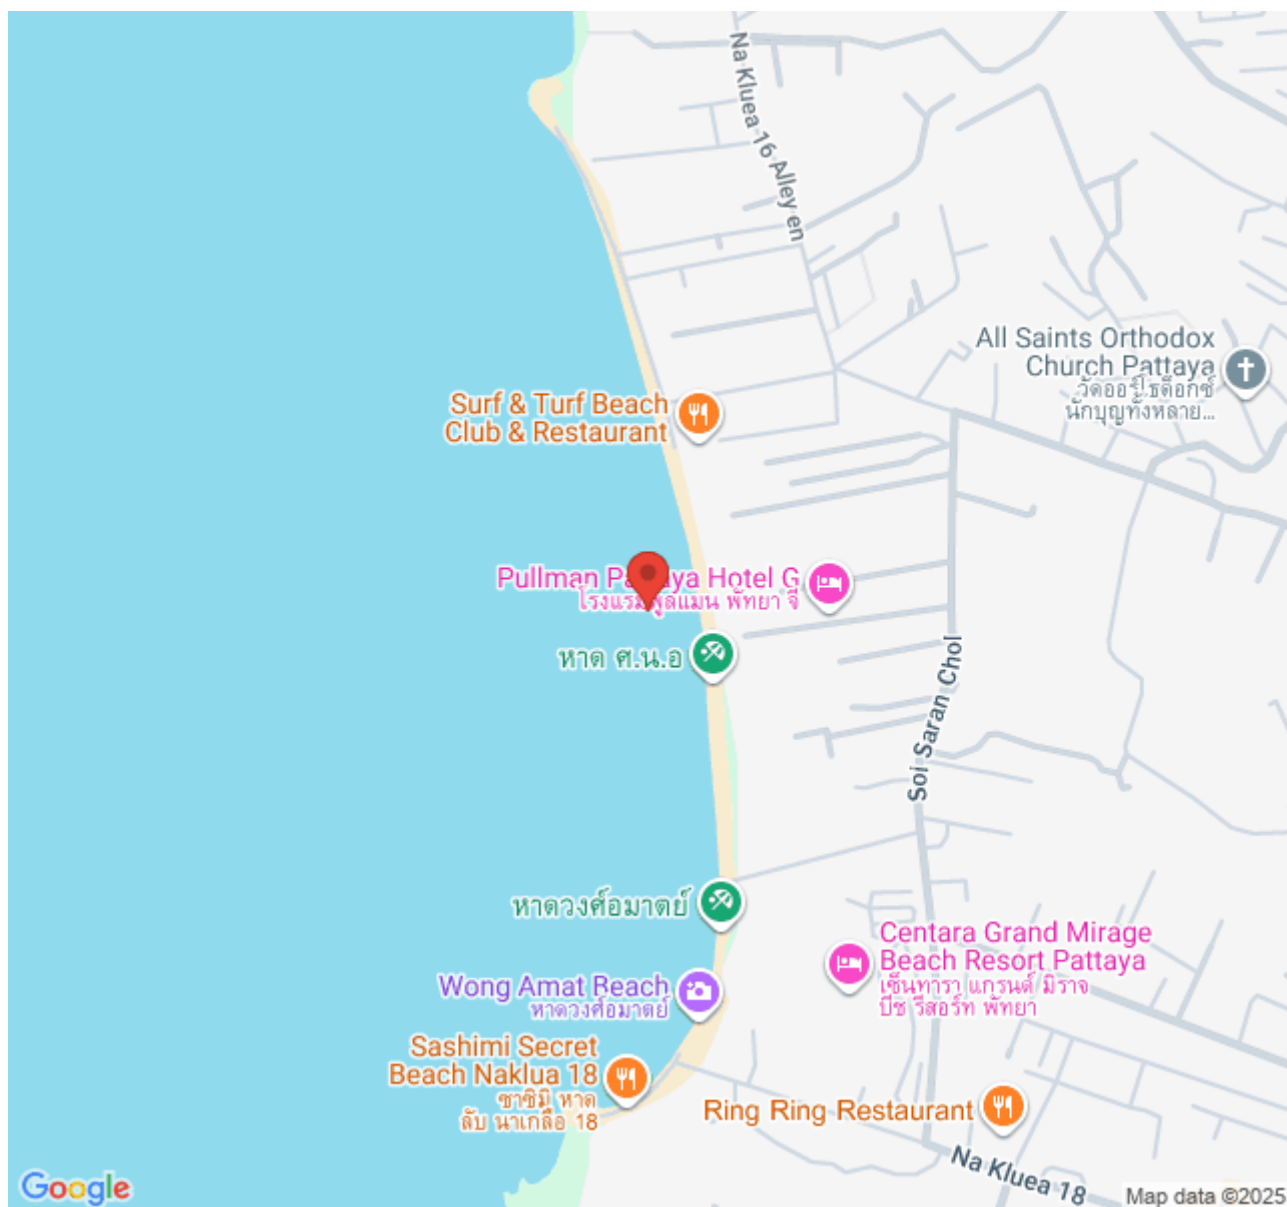 Na Kluea 16 Alley en
All Saints Orthodox
Church Pattaya
วัดออร์โธด็อกซ์
นักบุญทั้งหลาย...
Surf & Turf Beach
Club & Restaurant
Pullman Pattaya Hotel G
โรงแรมพูลแมน พัทยา จี
หาด ศ.น.อ
Soi Saran Chol
หาดวงศ์อมาตย์
Centara Grand Mirage
Beach Resort Pattaya
เซ็นทารา แกรนด์ มิราจ
บีช รีสอร์ท พัทยา
Wong Amat Beach
หาดวงศ์อมาตย์
Sashimi Secret
Beach Naklua 18
ซาซิมิ หาด
ลับ นาเกลือ 18
Ring Ring Restaurant
Na Kluea 18
Google
Map data ©2025